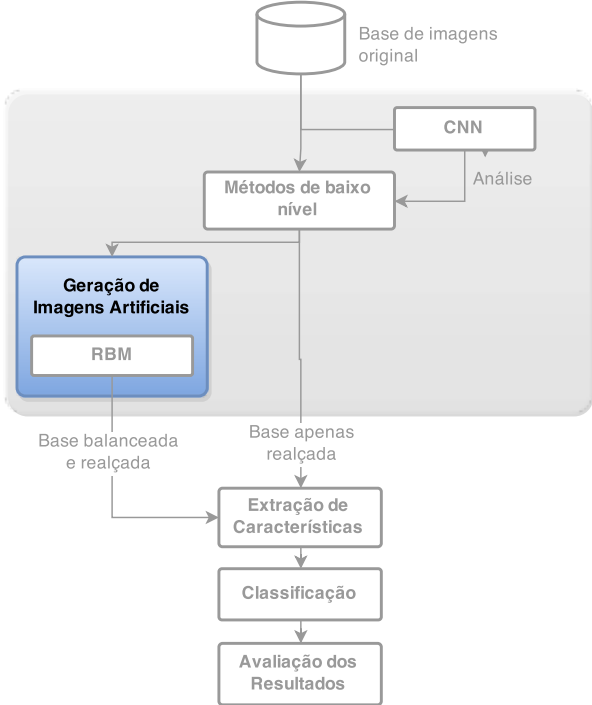 Base de imagens
original
CNN
Análise
Métodos de baixo
nível
Geração de
Imagens Artificiais
RBM
Base balanceada
e realçada
Base apenas
realçada
Extração de
Características
Classificação
Avaliação dos
Resultados